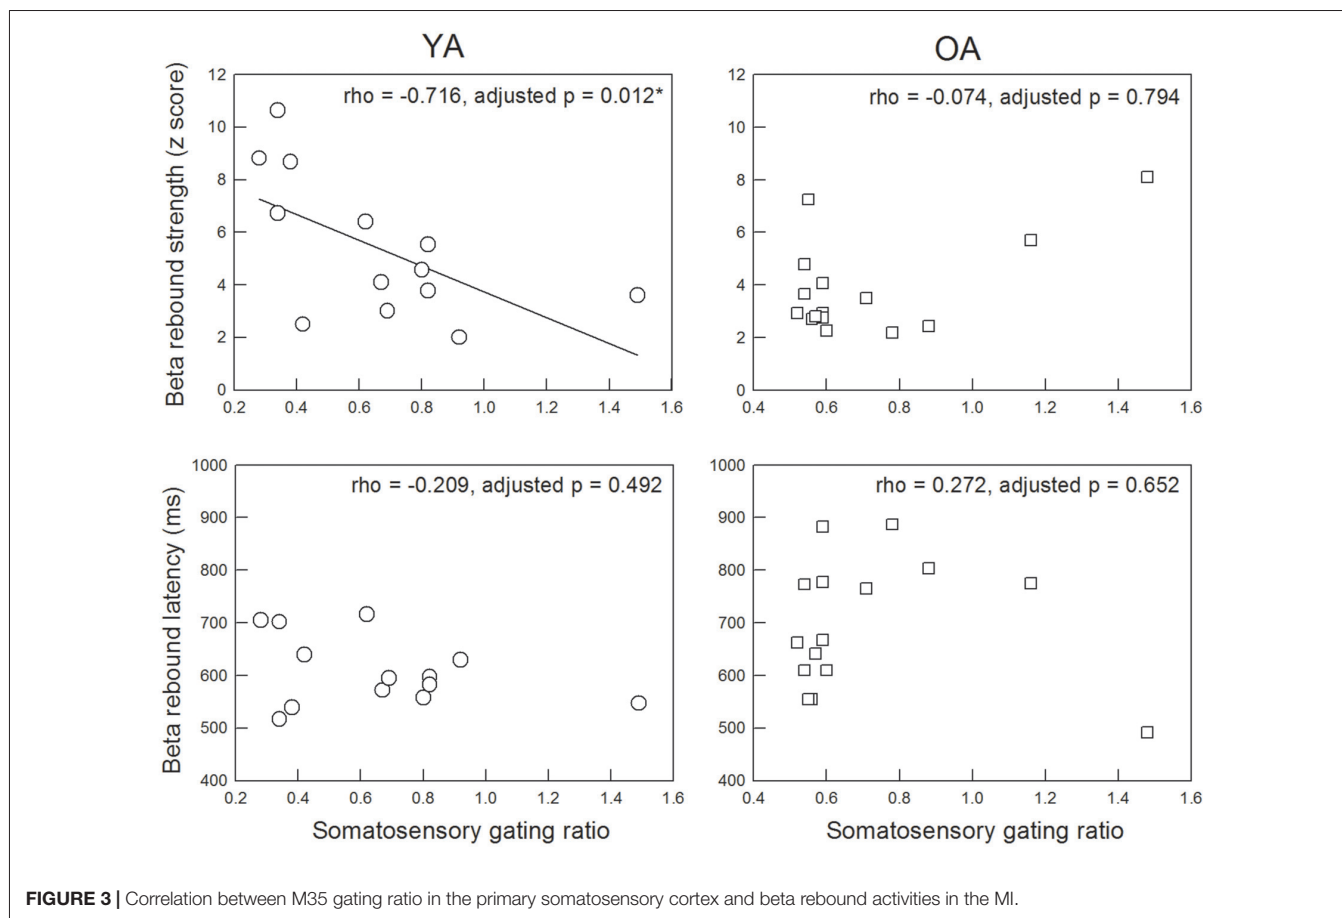 YA
OA
Beta rebound strength (z score)
12
10
8
6
4
2
0
rho = -0.716, adjusted p = 0.012*
0.2 0.4 0.6 0.8 1.0 1.2 1.4 1.6
12
10
8
6
4
2
0
rho = -0.074, adjusted p = 0.794
0.4 0.6 0.8 1.0 1.2 1.4 1.6
Beta rebound latency (ms)
1000
900
800
700
600
500
400
rho = -0.209, adjusted p = 0.492
0.2 0.4 0.6 0.8 1.0 1.2 1.4 1.6
Somatosensory gating ratio
1000
900
800
700
600
500
400
rho = 0.272, adjusted p = 0.652
0.4 0.6 0.8 1.0 1.2 1.4 1.6
Somatosensory gating ratio
FIGURE 3 | Correlation between M35 gating ratio in the primary somatosensory cortex and beta rebound activities in the MI.